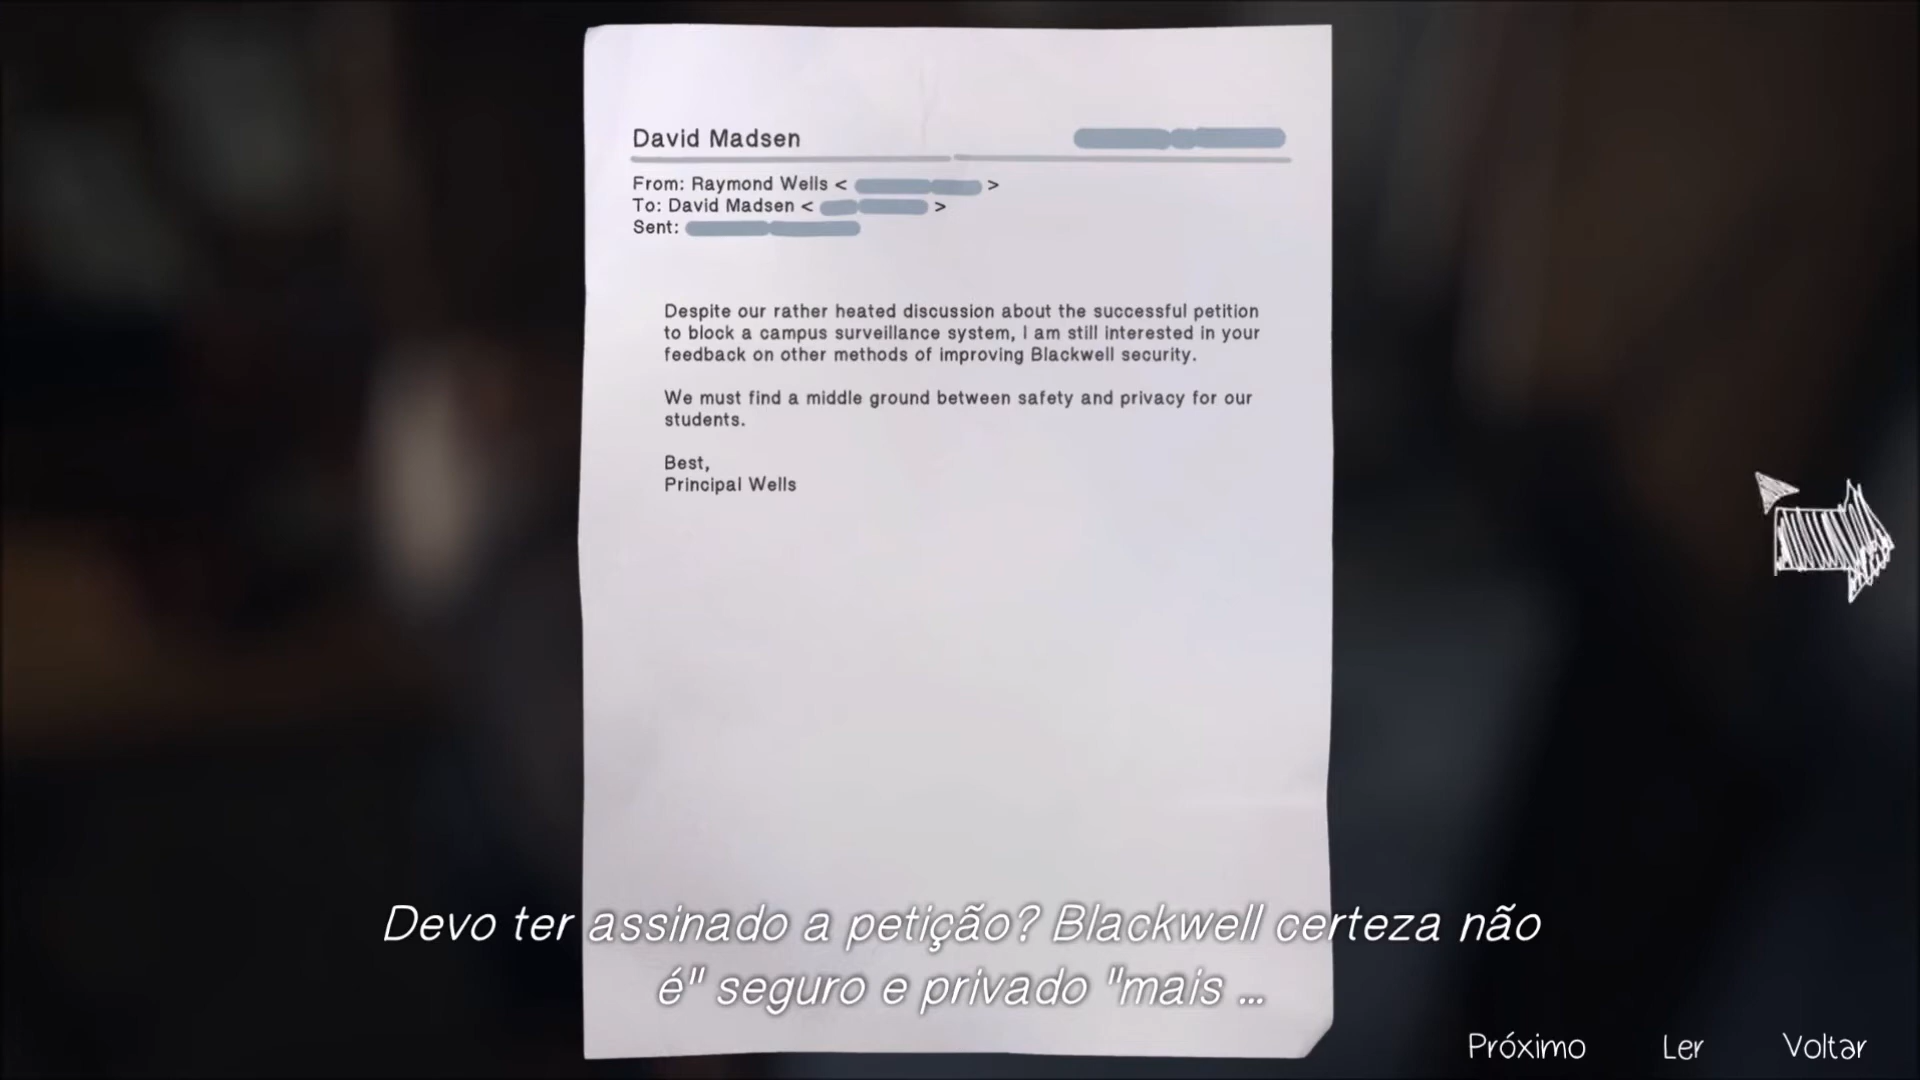 David Madsen
From: Raymond Wells < >
To: David Madsen < >
Sent:
Despite our rather heated discussion about the successful petition
to block a campus surveillance system, I am still interested in your
feedback on other methods of improving Blackwell security.
We must find a middle ground between safety and privacy for our
students.
Best,
Principal Wells
Devo ter assinado a petição? Blackwell certeza não
é" seguro e privado "mais ...
Próximo Ler Voltar